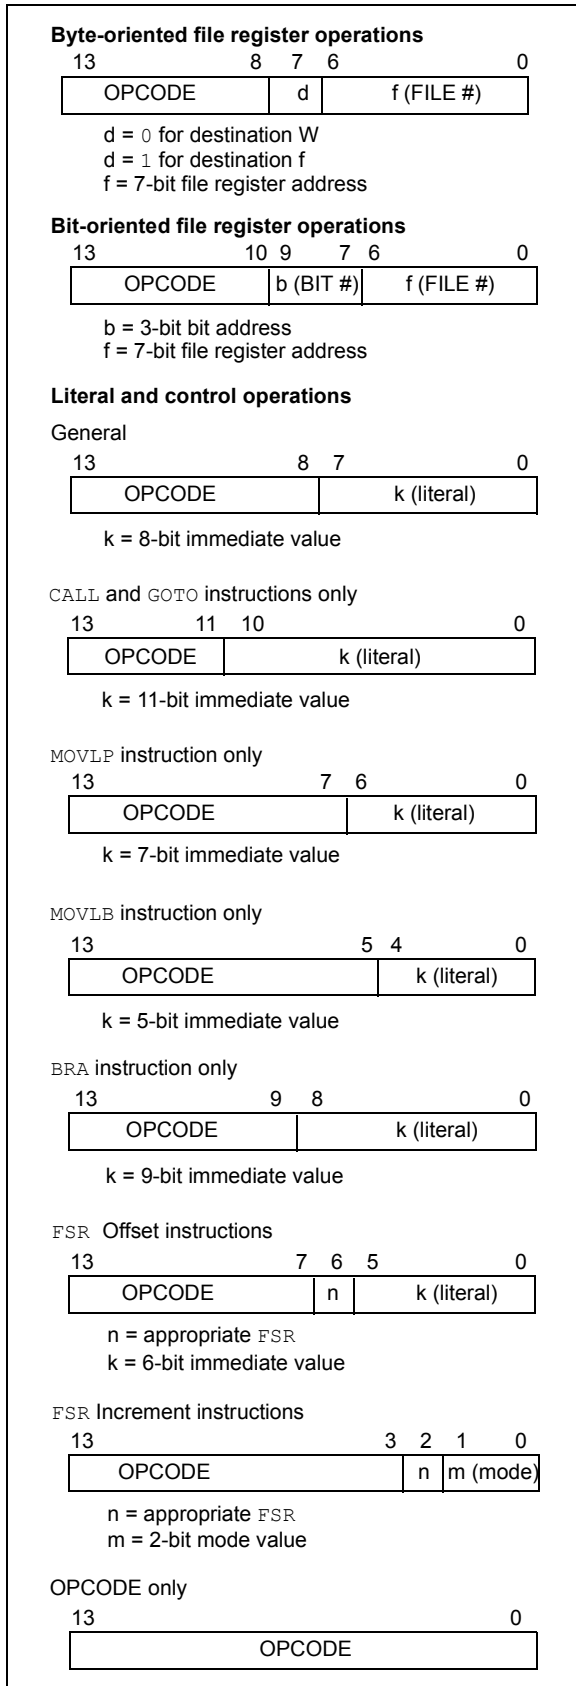 Byte-oriented file register operations
13 8 7 6 0
OPCODE d f (FILE #)
d = 0 for destination W
d = 1 for destination f
f = 7-bit file register address
Bit-oriented file register operations
13 10 9 7 6 0
OPCODE b (BIT #) f (FILE #)
b = 3-bit bit address
f = 7-bit file register address
Literal and control operations
General
13 8 7 0
OPCODE k (literal)
k = 8-bit immediate value
CALL and GOTO instructions only
13 11 10 0
OPCODE k (literal)
k = 11-bit immediate value
MOVLP instruction only
13 7 6 0
OPCODE k (literal)
k = 7-bit immediate value
MOVLB instruction only
13 5 4 0
OPCODE k (literal)
k = 5-bit immediate value
BRA instruction only
13 9 8 0
OPCODE k (literal)
k = 9-bit immediate value
FSR Offset instructions
13 7 6 5 0
OPCODE n k (literal)
n = appropriate FSR
k = 6-bit immediate value
FSR Increment instructions
13 3 2 1 0
OPCODE n m (mode)
n = appropriate FSR
m = 2-bit mode value
OPCODE only
13 0
OPCODE